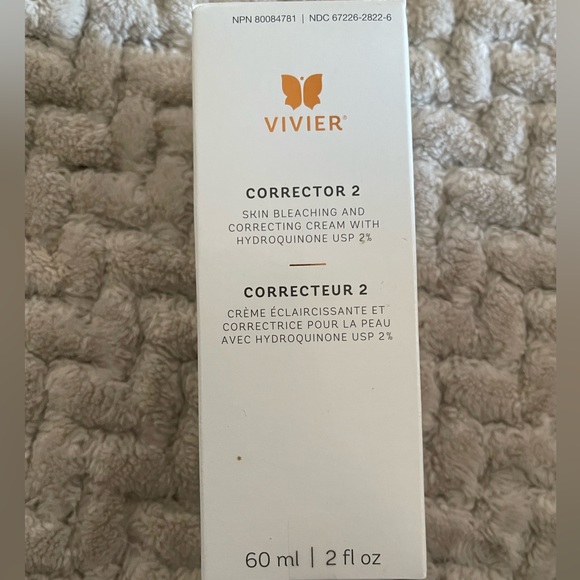 NPN 80084781 | NDC 67226-2822-6
VIVIER®
CORRECTOR 2
SKIN BLEACHING AND
CORRECTING CREAM WITH
HYDROQUINONE USP 2%
CORRECTEUR 2
CRÈME ÉCLAIRCISSANTE ET
CORRECTRICE POUR LA PEAU
AVEC HYDROQUINONE USP 2%
60 ml | 2 fl oz